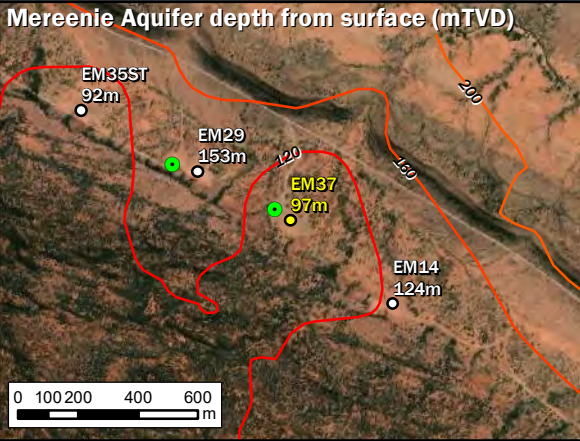 Mereenie Aquifer depth from surface (mTVD)
EM35ST
92m
200
EM29
153m
120
160
EM37
97m
EM14
124m
0 100 200 400 600
m